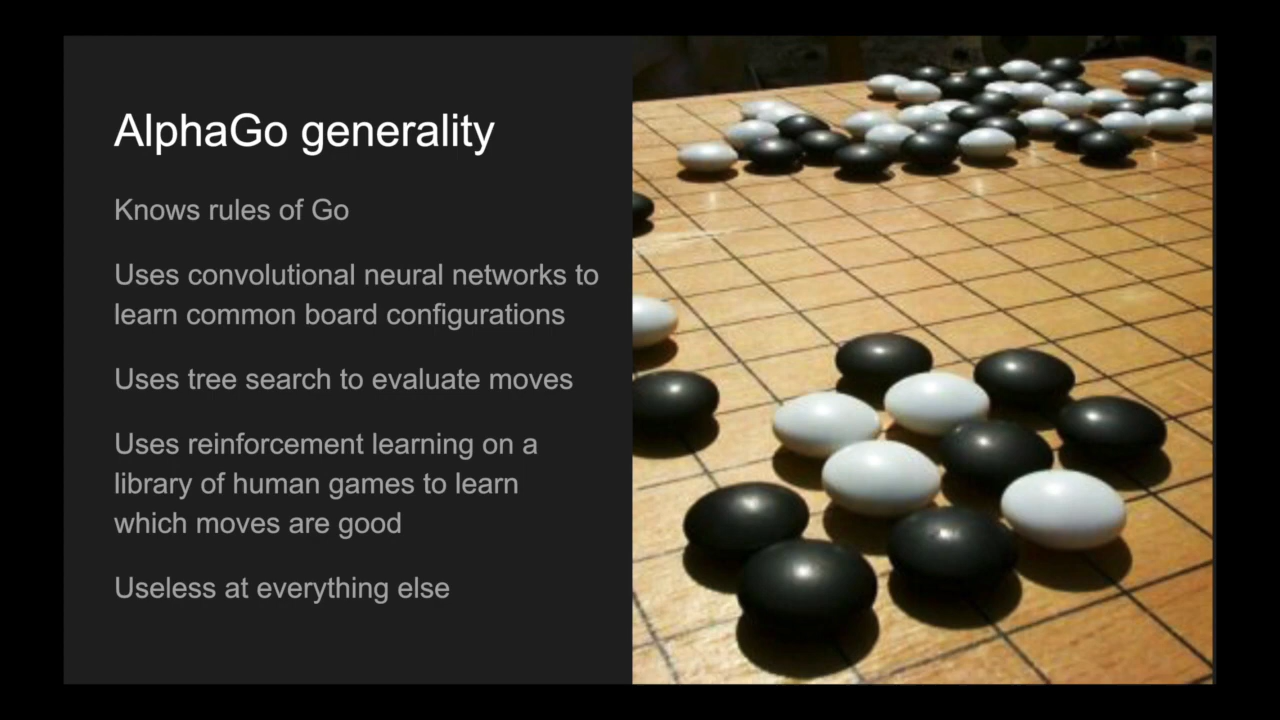 AlphaGo generality
Knows rules of Go
Uses convolutional neural networks to
learn common board configurations
Uses tree search to evaluate moves
Uses reinforcement learning on a
library of human games to learn
which moves are good
Useless at everything else